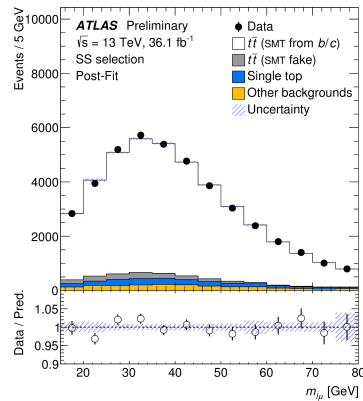 ATLAS Preliminary
√s = 13 TeV, 36.1 fb⁻¹
SS selection
Post-Fit
Data
tt̄ (SMT from b/c)
tt̄ (SMT fake)
Single top
Other backgrounds
Uncertainty
Events / 5 GeV
10000
8000
6000
4000
2000
0
Data / Pred.
1.05
1
0.95
0.9
20 30 40 50 60 70 80
m_lμ [GeV]